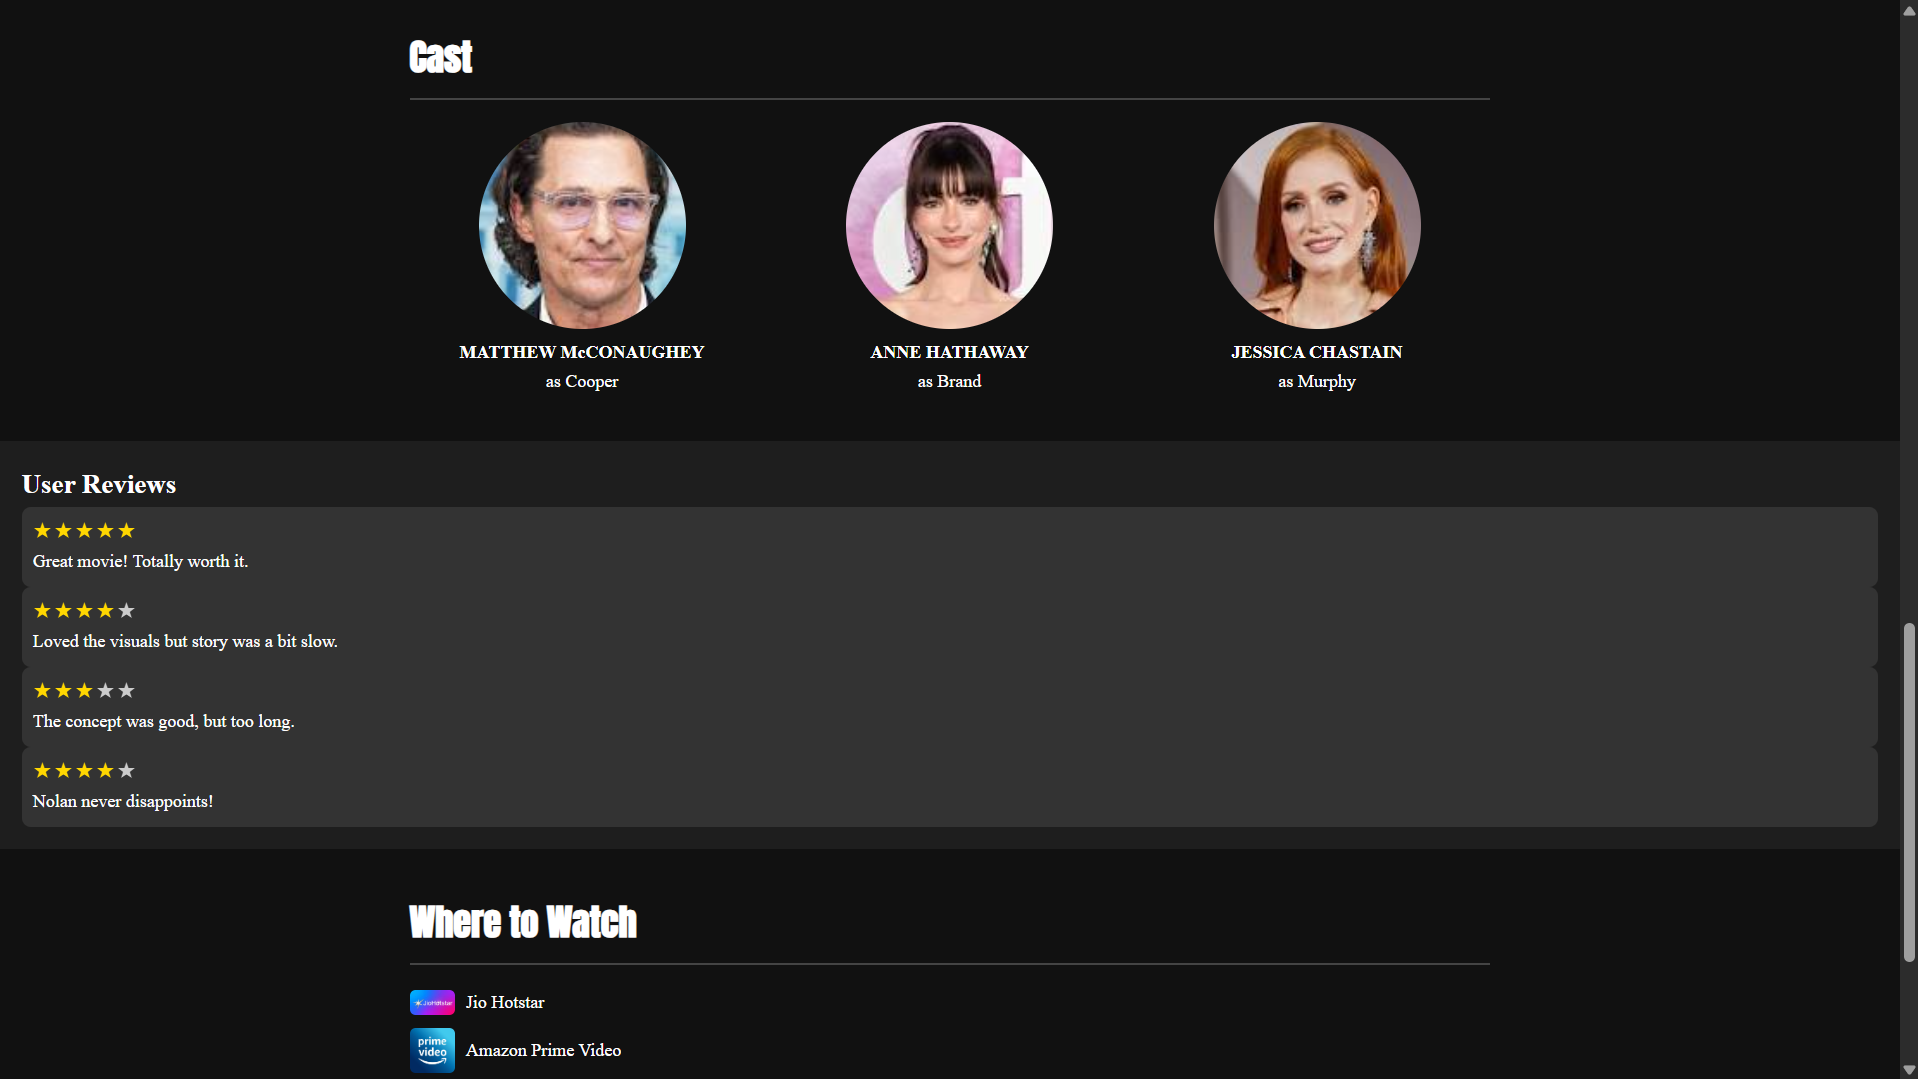 Cast
MATTHEW McCONAUGHEY
as Cooper
ANNE HATHAWAY
as Brand
JESSICA CHASTAIN
as Murphy
User Reviews
★★★★★
Great movie! Totally worth it.
★★★★★
Loved the visuals but story was a bit slow.
★★★★★
The concept was good, but too long.
★★★★★
Nolan never disappoints!
Where to Watch
JioHotstar
Jio Hotstar
prime
video
Amazon Prime Video